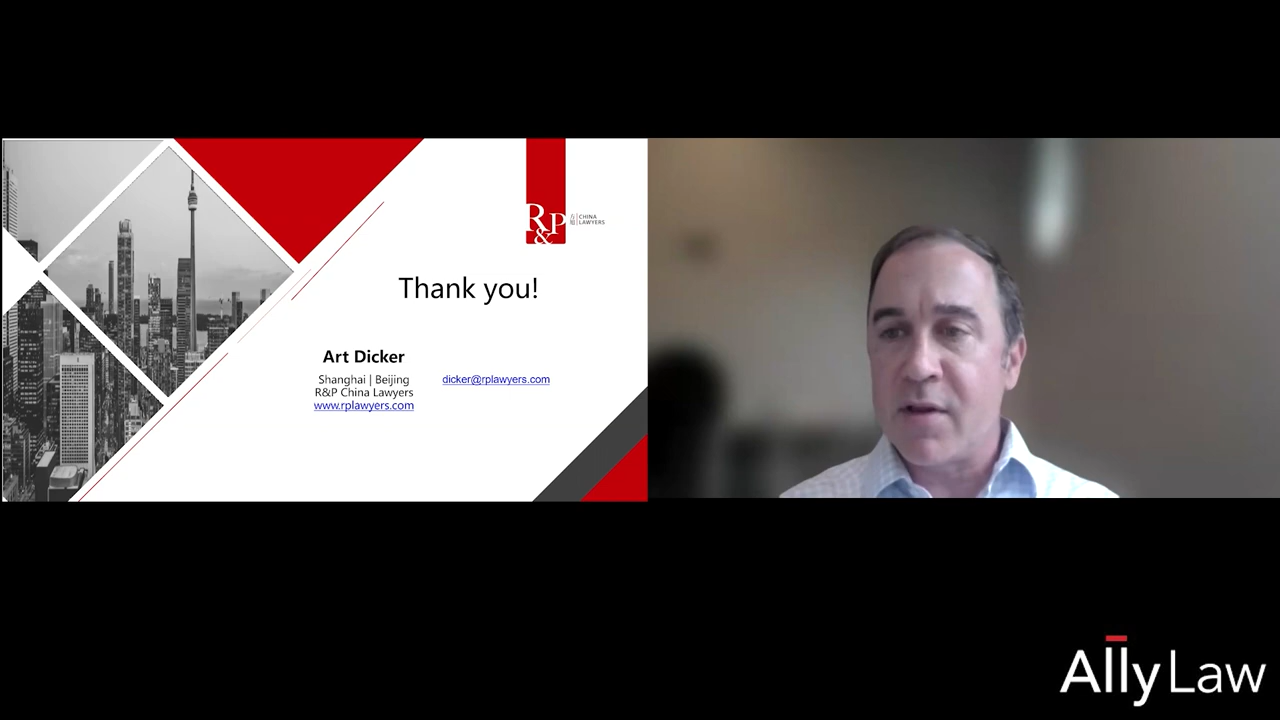 R&P
CHINA
LAWYERS
Thank you!
Art Dicker
Shanghai | Beijing
dicker@rplawyers.com
R&P China Lawyers
www.rplawyers.com
Ally Law